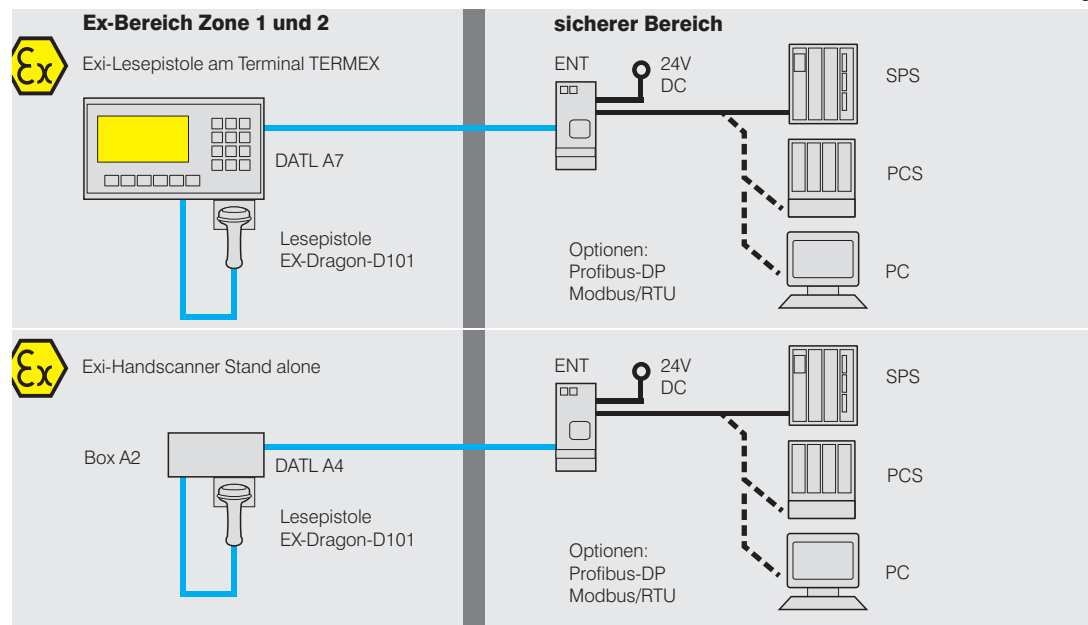 Ex-Bereich Zone 1 und 2
sicherer Bereich
Ex
Exi-Lesepistole am Terminal TERMEX
ENT
24V
DC
SPS
DATL A7
PCS
Lesepistole
EX-Dragon-D101
Optionen:
Profibus-DP
Modbus/RTU
PC
Ex
Exi-Handscanner Stand alone
ENT
24V
DC
SPS
Box A2
DATL A4
PCS
Lesepistole
EX-Dragon-D101
Optionen:
Profibus-DP
Modbus/RTU
PC